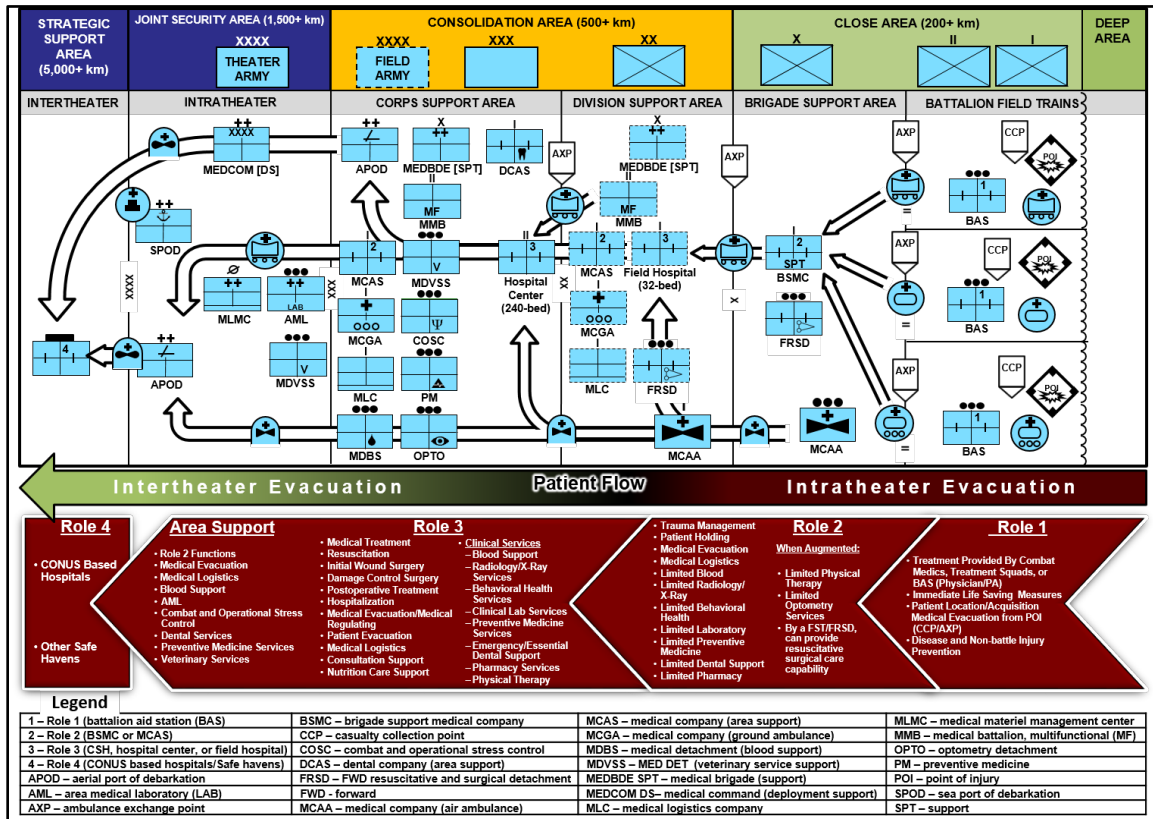 STRATEGIC
SUPPORT
AREA
(5,000+ km)
JOINT SECURITY AREA (1,500+ km)
XXXX
THEATER
ARMY
CONSOLIDATION AREA (500+ km)
XXXX
FIELD
ARMY
XXX
XX
CLOSE AREA (200+ km)
X
II
I
DEEP
AREA
INTERTHEATER
INTRATHEATER
CORPS SUPPORT AREA
DIVISION SUPPORT AREA
BRIGADE SUPPORT AREA
BATTALION FIELD TRAINS
++
XXXX
MEDCOM [DS]
++
SPOD
XXXX
Ø
++
MLMC
++
LAB
AML
XXX
V
MDVSS
4
++
APOD
++
APOD
X
++
MEDBDE [SPT]
I
DCAS
II
MF
MMB
I
2
MCAS
V
MDVSS
MCGA
Ψ
COSC
MLC
PM
MDBS
OPTO
AXP
X
++
MEDBDE [SPT]
II
MF
MMB
II
3
Hospital
Center
(240-bed)
XX
I
2
MCAS
I
3
Field Hospital
(32-bed)
MCGA
I
MLC
FRSD
I
MCAA
AXP
X
I
2
SPT
BSMC
FRSD
MCAA
AXP
=
CCP
POI
1
BAS
AXP
=
CCP
POI
1
BAS
AXP
=
CCP
POI
1
BAS
Intertheater Evacuation
Patient Flow
Intratheater Evacuation
Role 4
• CONUS Based
Hospitals
• Other Safe
Havens
Area Support
• Role 2 Functions
• Medical Evacuation
• Medical Logistics
• Blood Support
• AML
• Combat and Operational Stress
Control
• Dental Services
• Preventive Medicine Services
• Veterinary Services
Role 3
• Medical Treatment
• Resuscitation
• Initial Wound Surgery
• Damage Control Surgery
• Postoperative Treatment
• Hospitalization
• Medical Evacuation/Medical
Regulating
• Patient Evacuation
• Medical Logistics
• Consultation Support
• Nutrition Care Support
• Clinical Services
– Blood Support
– Radiology/X-Ray
Services
– Behavioral Health
Services
– Clinical Lab Services
– Preventive Medicine
Services
– Emergency/Essential
Dental Support
– Pharmacy Services
– Physical Therapy
• Trauma Management
• Patient Holding
• Medical Evacuation
• Medical Logistics
• Limited Blood
• Limited Radiology/
X-Ray
• Limited Behavioral
Health
• Limited Laboratory
• Limited Preventive
Medicine
• Limited Dental Support
• Limited Pharmacy
Role 2
When Augmented:
• Limited Physical
Therapy
• Limited
Optometry
Services
• By a FST/FRSD,
can provide
resuscitative
surgical care
capability
Role 1
• Treatment Provided By Combat
Medics, Treatment Squads, or
BAS (Physician/PA)
• Immediate Life Saving Measures
• Patient Location/Acquisition
Medical Evacuation from POI
(CCP/AXP)
• Disease and Non-battle Injury
Prevention
Legend
1 – Role 1 (battalion aid station (BAS)
2 – Role 2 (BSMC or MCAS)
3 – Role 3 (CSH, hospital center, or field hospital)
4 – Role 4 (CONUS based hospitals/Safe havens)
APOD – aerial port of debarkation
AML – area medical laboratory (LAB)
AXP – ambulance exchange point
BSMC – brigade support medical company
CCP – casualty collection point
COSC – combat and operational stress control
DCAS – dental company (area support)
FRSD – FWD resuscitative and surgical detachment
FWD - forward
MCAA – medical company (air ambulance)
MCAS – medical company (area support)
MCGA – medical company (ground ambulance)
MDBS – medical detachment (blood support)
MDVSS – MED DET (veterinary service support)
MEDBDE SPT – medical brigade (support)
MEDCOM DS– medical command (deployment support)
MLC – medical logistics company
MLMC – medical materiel management center
MMB – medical battalion, multifunctional (MF)
OPTO – optometry detachment
PM – preventive medicine
POI – point of injury
SPOD – sea port of debarkation
SPT – support